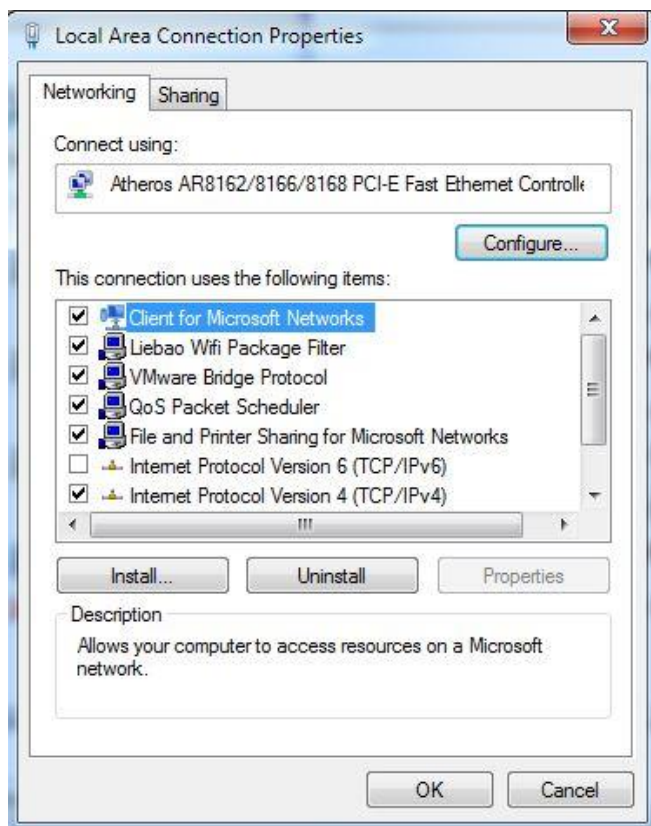 Local Area Connection Properties
Networking
Sharing
Connect using:
Atheros AR8162/8166/8168 PCI-E Fast Ethernet Controlle
Configure...
This connection uses the following items:
Client for Microsoft Networks
Liebao Wifi Package Filter
VMware Bridge Protocol
QoS Packet Scheduler
File and Printer Sharing for Microsoft Networks
Internet Protocol Version 6 (TCP/IPv6)
Internet Protocol Version 4 (TCP/IPv4)
Install...
Uninstall
Properties
Description
Allows your computer to access resources on a Microsoft
network.
OK
Cancel